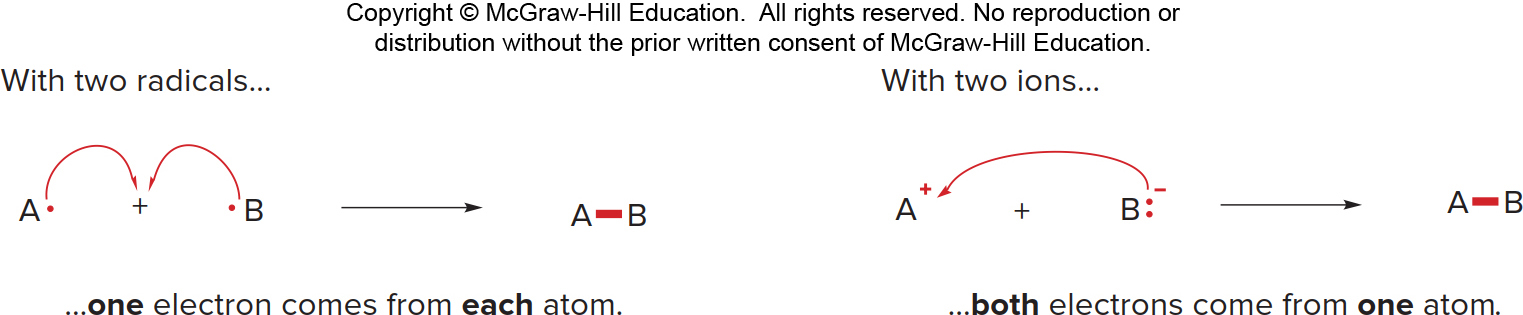 Copyright © McGraw-Hill Education.  All rights reserved. No reproduction or
distribution without the prior written consent of McGraw-Hill Education.
With two radicals...
A• + •B ⟶ A—B
...one electron comes from each atom.
With two ions...
A⁺ + B:⁻ ⟶ A—B
...both electrons come from one atom.